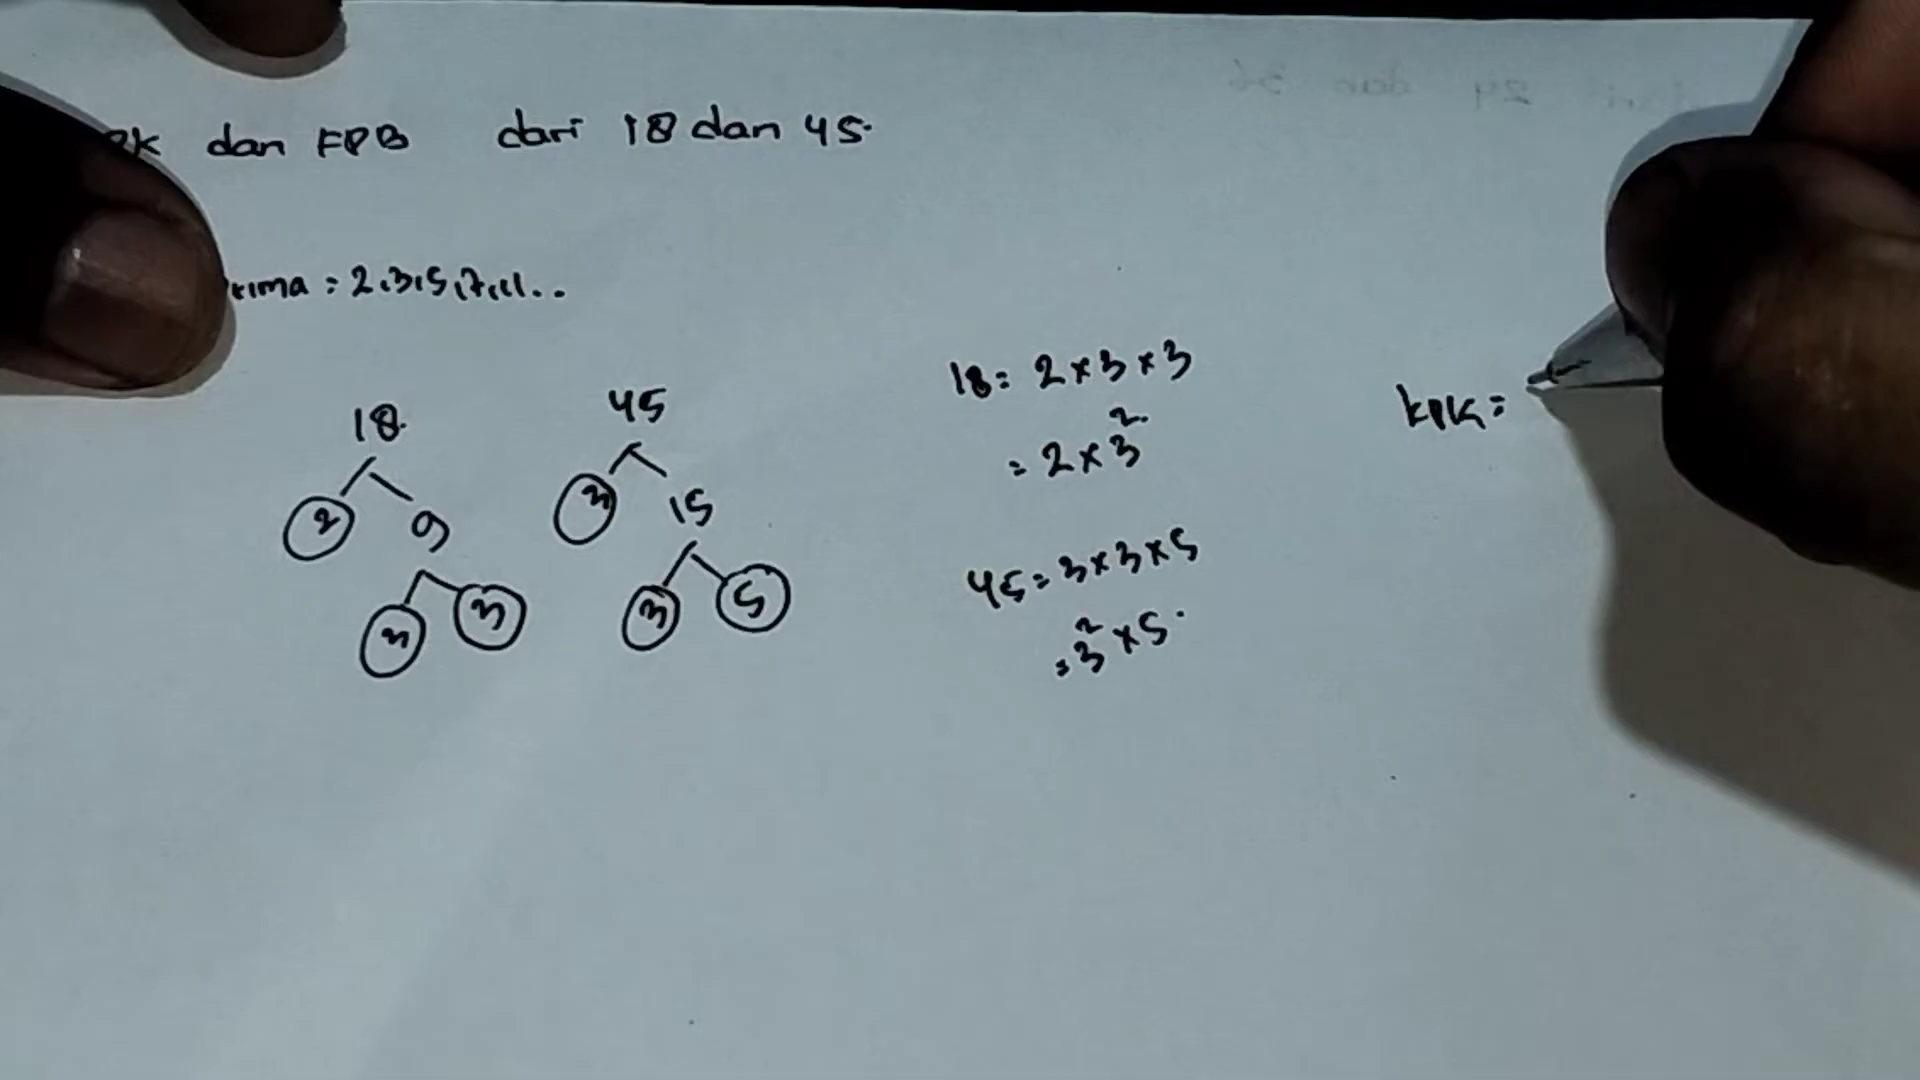 dan FPB dari 18 dan 45.
= 2,3,5,7,11..
18
2 9
3 3
45
3 15
3 5
18 = 2 x 3 x 3
= 2 x 3²
45 = 3 x 3 x 5
= 3² x 5.
KPK =